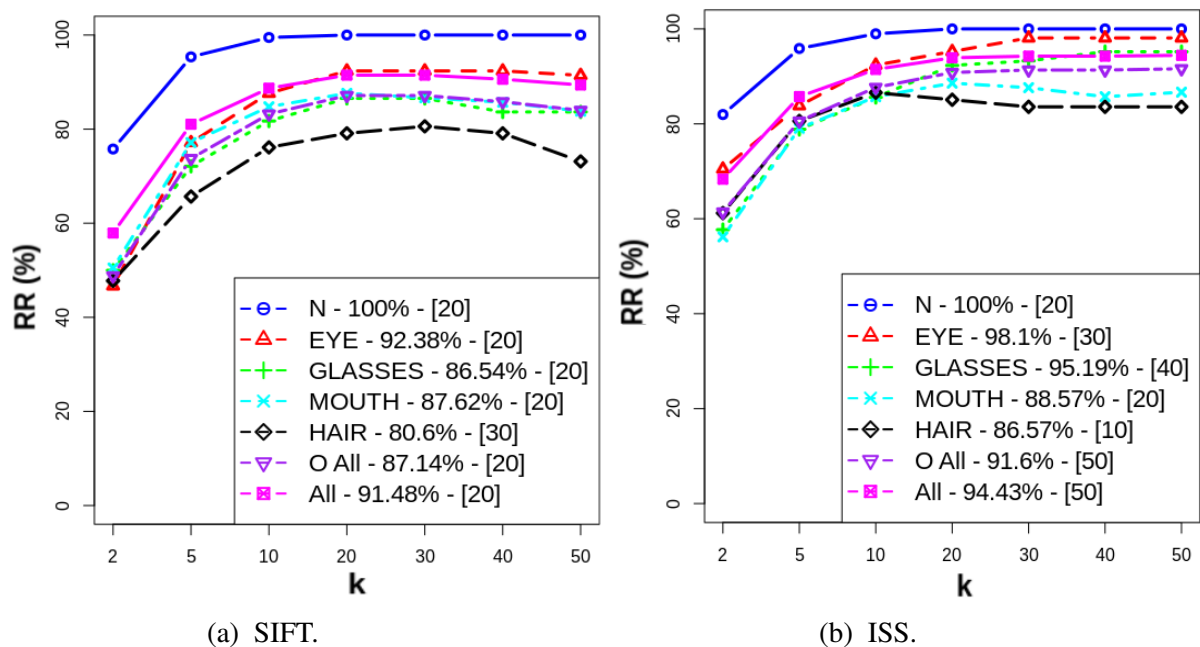 100
80
60
40
20
0
RR (%)
N - 100% - [20]
EYE - 92.38% - [20]
GLASSES - 86.54% - [20]
MOUTH - 87.62% - [20]
HAIR - 80.6% - [30]
O All - 87.14% - [20]
All - 91.48% - [20]
2 5 10 20 30 40 50
k
(a) SIFT.
100
80
60
40
20
0
RR (%)
N - 100% - [20]
EYE - 98.1% - [30]
GLASSES - 95.19% - [40]
MOUTH - 88.57% - [20]
HAIR - 86.57% - [10]
O All - 91.6% - [50]
All - 94.43% - [50]
2 5 10 20 30 40 50
k
(b) ISS.